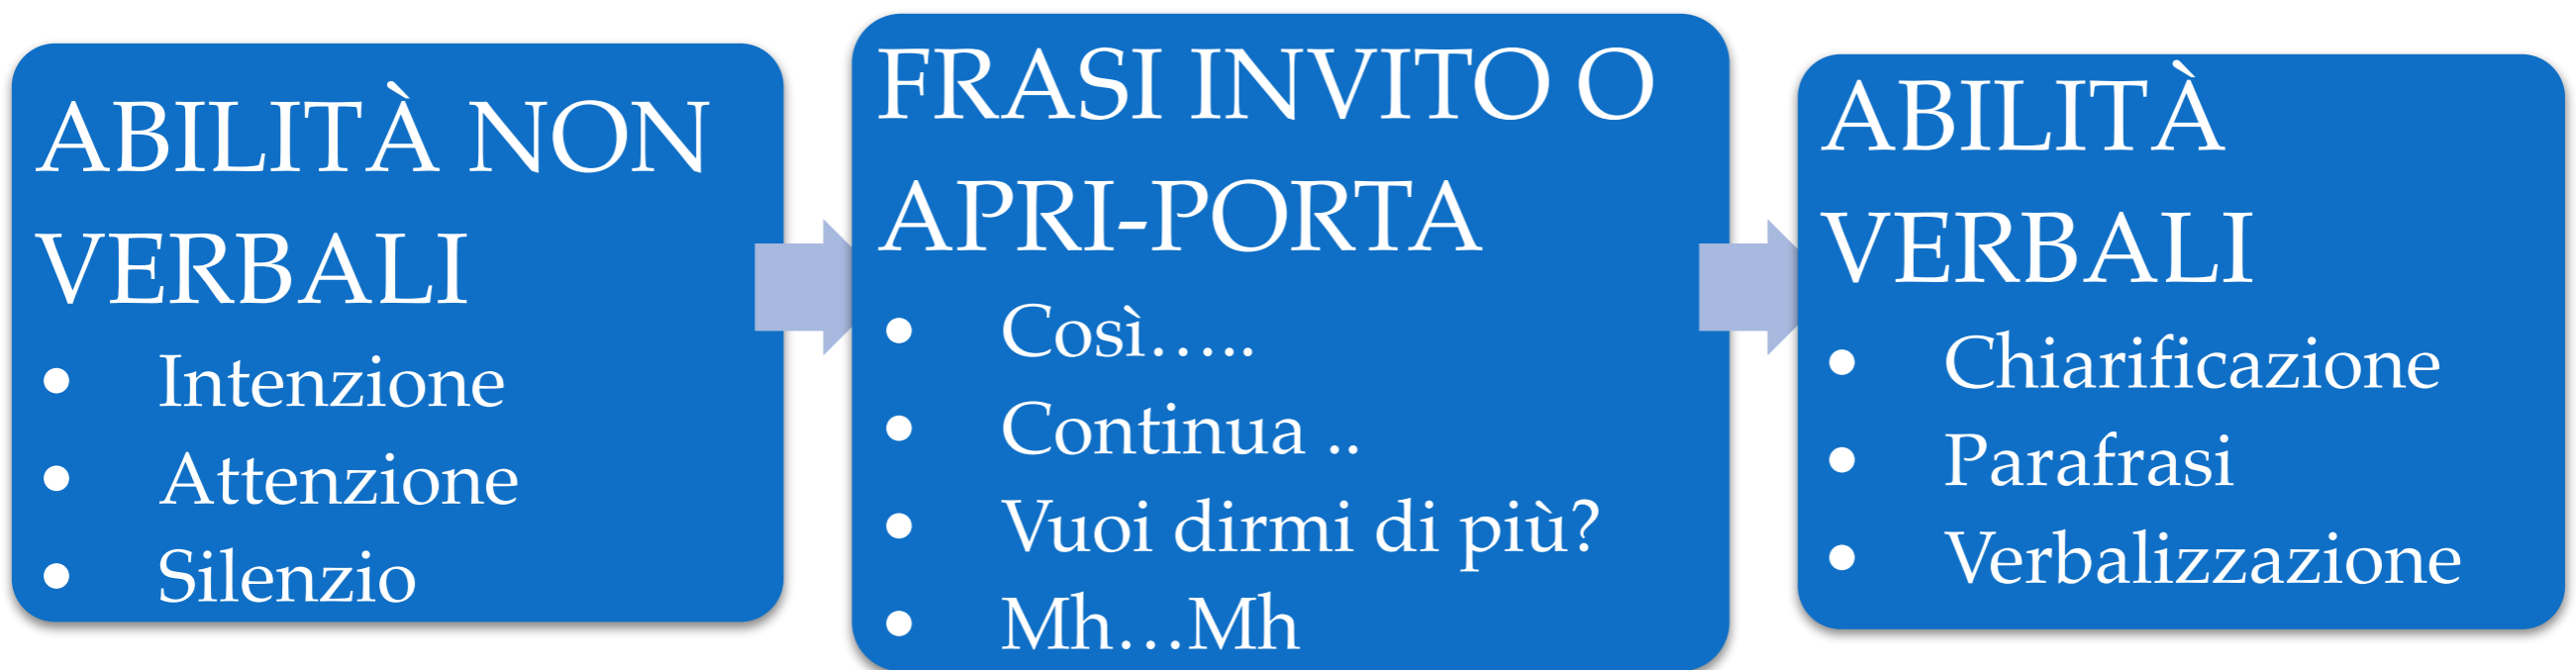 ABILITÀ NON
VERBALI
• Intenzione
• Attenzione
• Silenzio
FRASI INVITO O
APRI-PORTA
• Così…..
• Continua ..
• Vuoi dirmi di più?
• Mh…Mh
ABILITÀ
VERBALI
• Chiarificazione
• Parafrasi
• Verbalizzazione